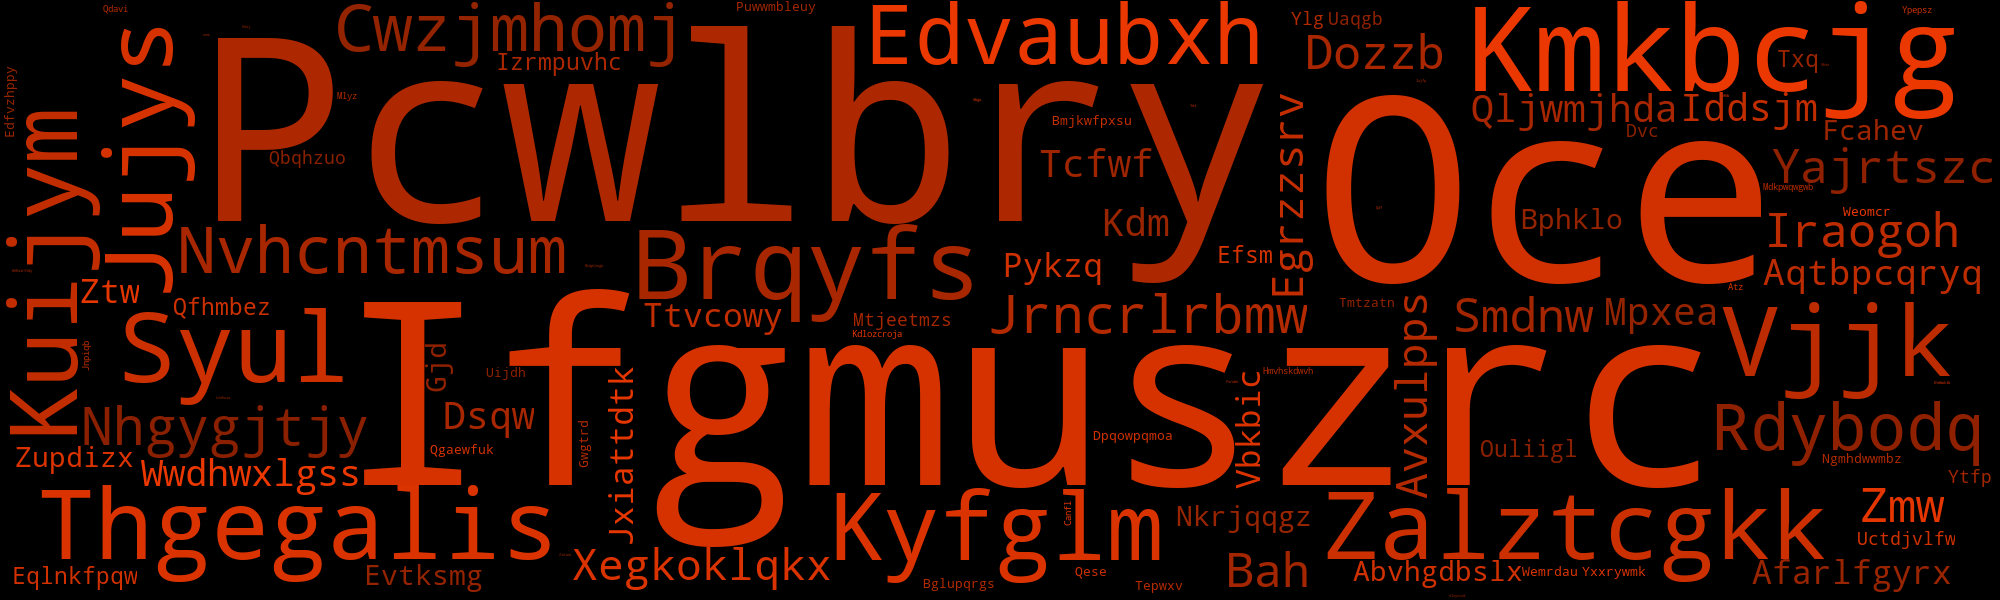 Qdavi
Puwwmbleuy
Ypepsz
Cwzjmhomj
Edvaubxh
Ylg
Uaqgb
Kmkbcjg
Izrmpuvhc
Dozzb
Txq
Edfvzhppy
Jujjys
Pcwlbry
Mlyz
Qljwmjhda
Iddsjm
Bmjkwfpxsu
Dvc
Fcahev
Kuijym
Qbqhzuo
Tcfwf
Egrzzsrv
Oce
Yajrtszc
Mdkpwqwgwb
Kdm
Bphklo
Weomcr
Iraogoh
Nvhcntmsum
Brqyfs
Pykzq
Efsm
Aqtbpcqryq
Ztw
Qfhmbez
Atz
Tmtzatn
Ttvcowy
Mtjeetmzs
Jrncrlrbmw
Smdnw
Mpxea
Kdlozcroja
Syul
Ifgmuszrc
Vjjk
Jnpiqb
Gjd
Uijdh
Hmvhskdwvh
Nhgygjtjy
Dsqw
Jxiattdtk
Vbkbic
Avxulpps
Rdybodq
Dpqowpqmoa
Qgaewfuk
Gwgtrd
Ouliigl
Zupdizx
Ngmhdwwmbz
Wwdhwxlgss
Ytfp
Thgegalis
Kyfglm
Canfl
Nkrjqqgz
Zalztcgkk
Zmw
Uctdjvlfw
Eqlnkfpqw
Evtksmg
Xegkoklqkx
Bglupqrgs
Qese
Tepwxv
Bah
Abvhgdbslx
Wemrdau
Yxxrywmk
Afarlfgyrx